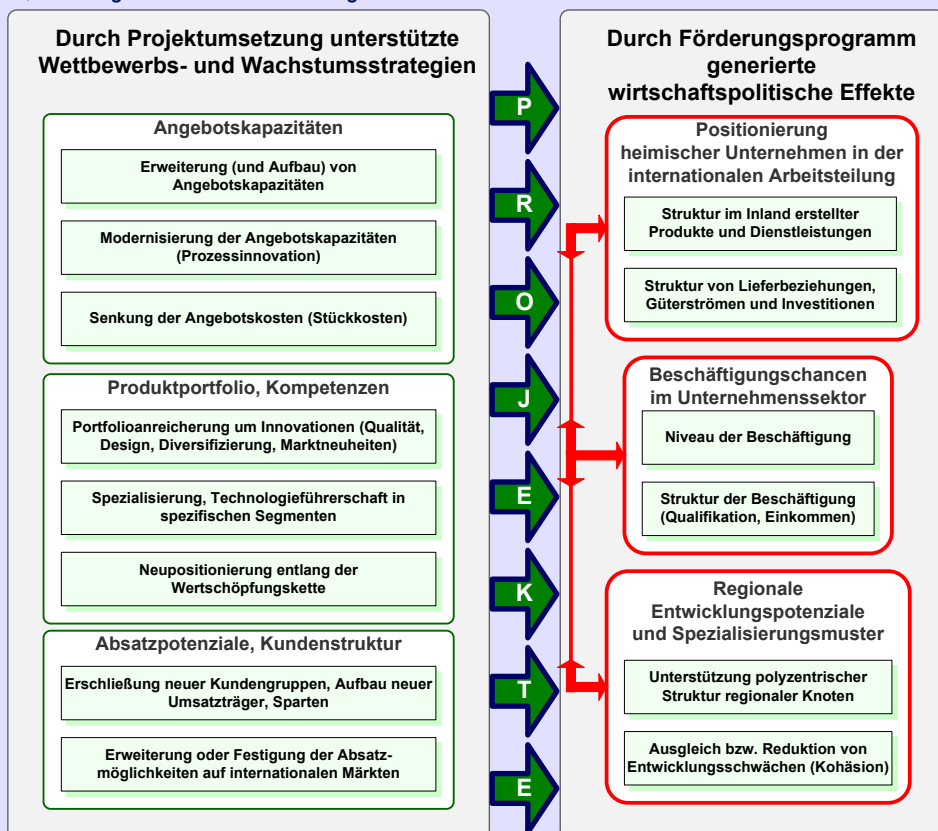 Durch Projektumsetzung unterstützte
Wettbewerbs- und Wachstumsstrategien
Angebotskapazitäten
Erweiterung (und Aufbau) von
Angebotskapazitäten
Modernisierung der Angebotskapazitäten
(Prozessinnovation)
Senkung der Angebotskosten (Stückkosten)
Produktportfolio, Kompetenzen
Portfolioanreicherung um Innovationen (Qualität,
Design, Diversifizierung, Marktneuheiten)
Spezialisierung, Technologieführerschaft in
spezifischen Segmenten
Neupositionierung entlang der
Wertschöpfungskette
Absatzpotenziale, Kundenstruktur
Erschließung neuer Kundengruppen, Aufbau neuer
Umsatzträger, Sparten
Erweiterung oder Festigung der Absatz-
möglichkeiten auf internationalen Märkten
P
R
O
J
E
K
T
E
Durch Förderungsprogramm
generierte
wirtschaftspolitische Effekte
Positionierung
heimischer Unternehmen in der
internationalen Arbeitsteilung
Struktur im Inland erstellter
Produkte und Dienstleistungen
Struktur von Lieferbeziehungen,
Güterströmen und Investitionen
Beschäftigungschancen
im Unternehmenssektor
Niveau der Beschäftigung
Struktur der Beschäftigung
(Qualifikation, Einkommen)
Regionale
Entwicklungspotenziale
und Spezialisierungsmuster
Unterstützung polyzentrischer
Struktur regionaler Knoten
Ausgleich bzw. Reduktion von
Entwicklungsschwächen (Kohäsion)